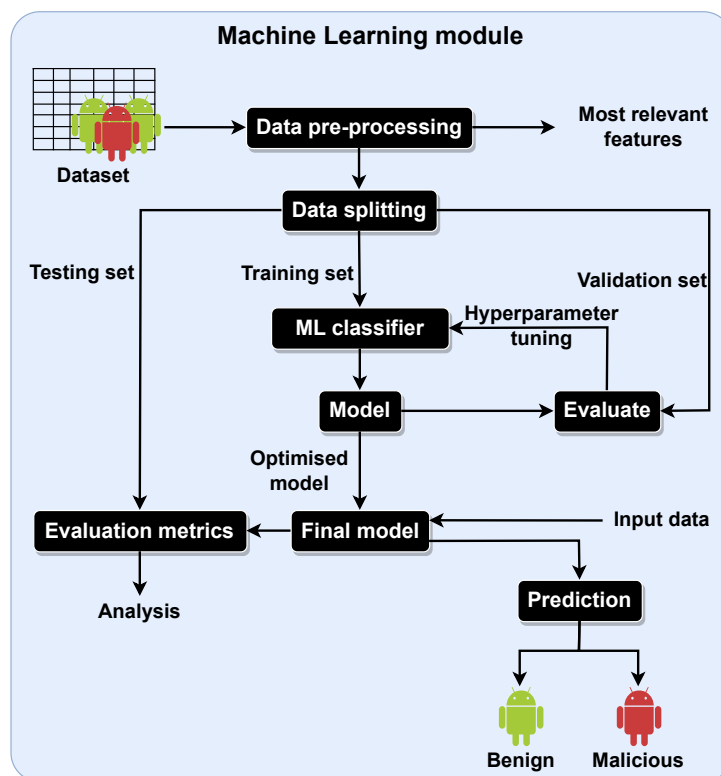 Machine Learning module
Data pre-processing
Most relevant
features
Dataset
Data splitting
Testing set
Training set
Validation set
ML classifier
Hyperparameter
tuning
Model
Evaluate
Optimised
model
Evaluation metrics
Final model
Input data
Analysis
Prediction
Benign
Malicious